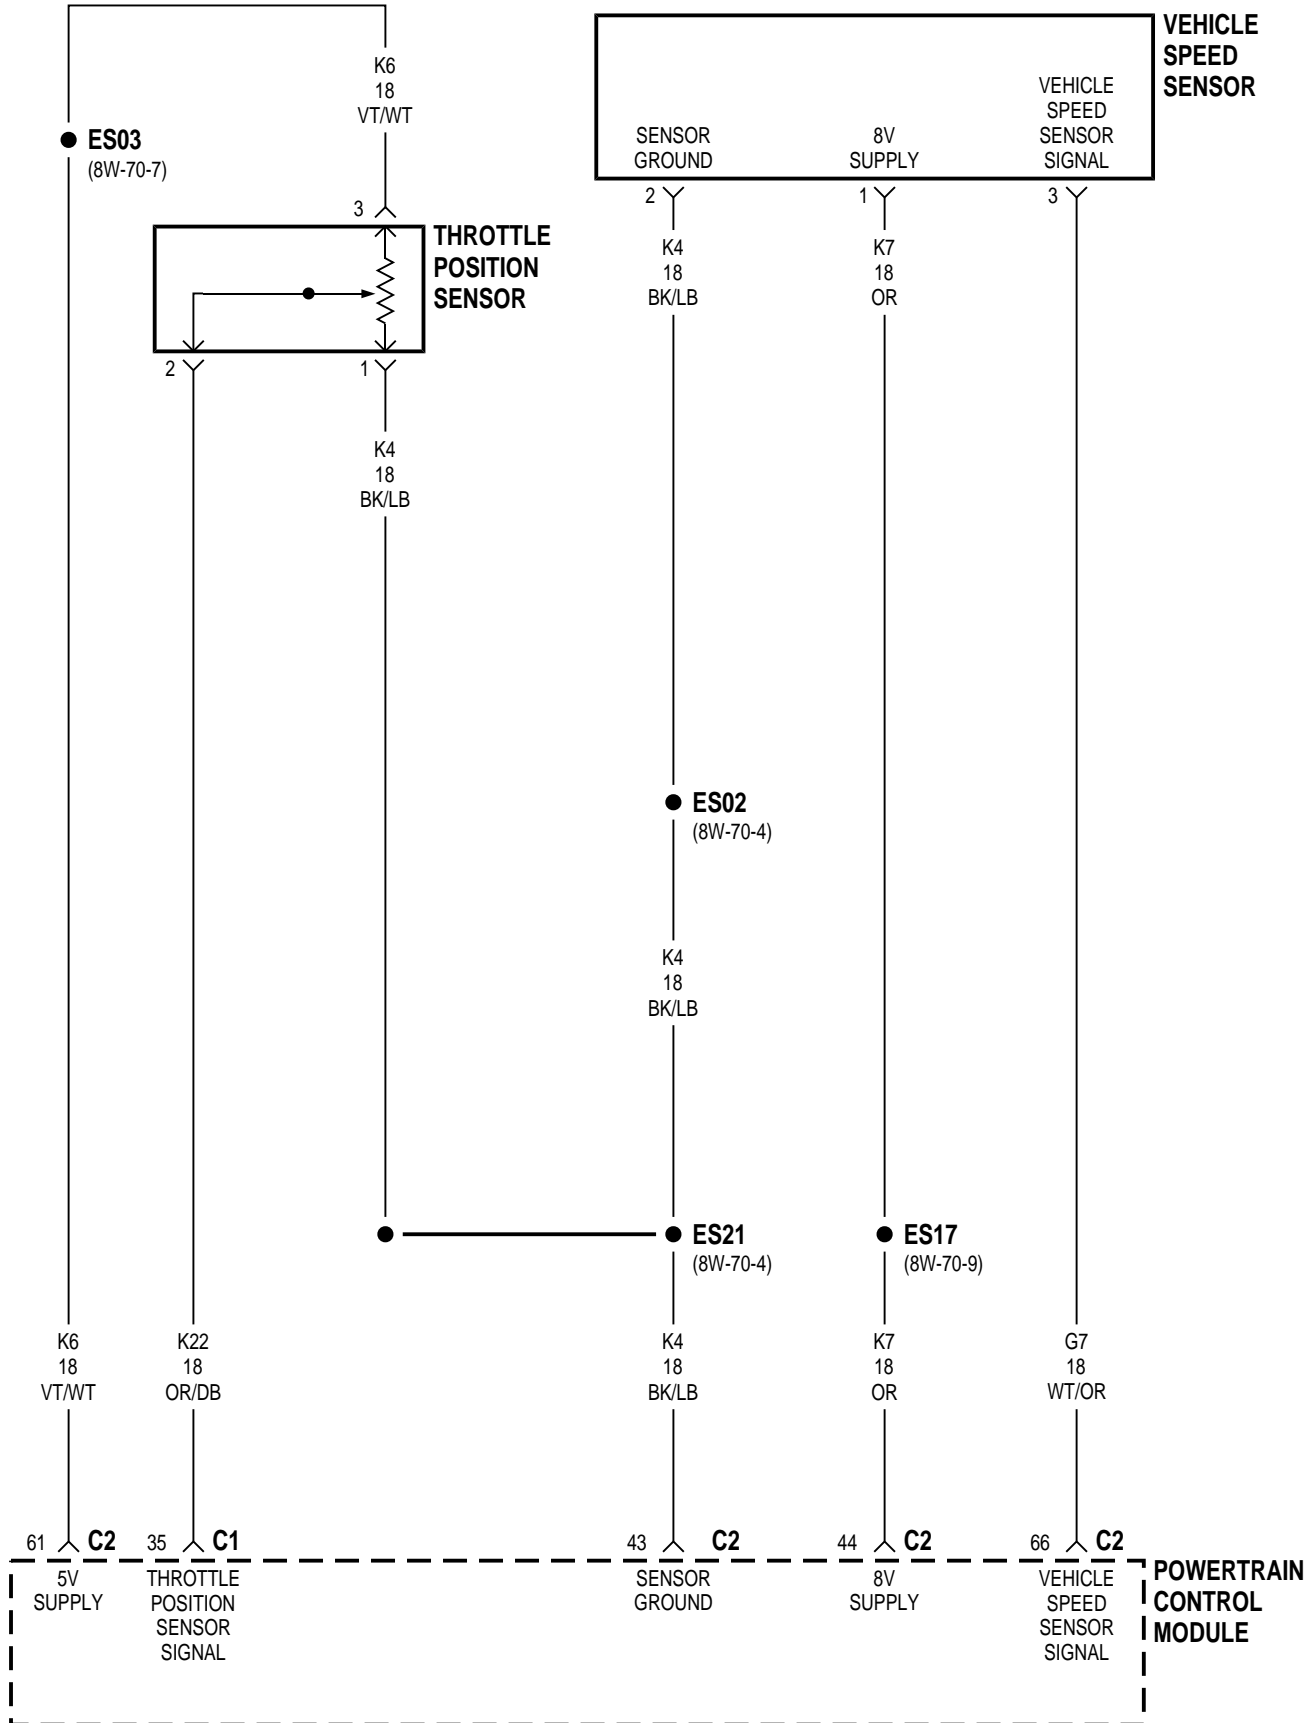 K6
18
VT/WT
ES03
(8W-70-7)
3
THROTTLE
POSITION
SENSOR
2
1
K4
18
BK/LB
VEHICLE
SPEED
SENSOR
SENSOR
GROUND
8V
SUPPLY
VEHICLE
SPEED
SENSOR
SIGNAL
2
1
3
K4
18
BK/LB
K7
18
OR
ES02
(8W-70-4)
K4
18
BK/LB
ES21
(8W-70-4)
ES17
(8W-70-9)
K6
18
VT/WT
K22
18
OR/DB
K4
18
BK/LB
K7
18
OR
G7
18
WT/OR
61
C2
35
C1
43
C2
44
C2
66
C2
5V
SUPPLY
THROTTLE
POSITION
SENSOR
SIGNAL
SENSOR
GROUND
8V
SUPPLY
VEHICLE
SPEED
SENSOR
SIGNAL
POWERTRAIN
CONTROL
MODULE